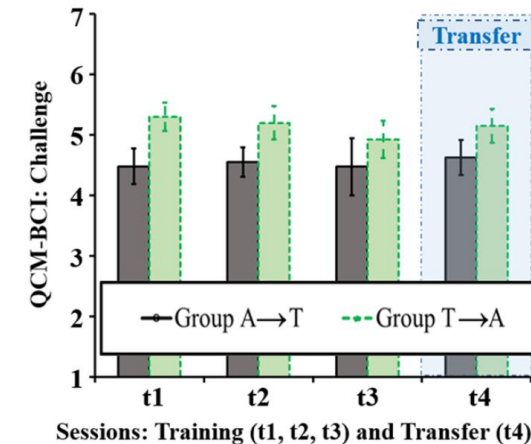 7
Transfer
6
5
4
3
2
1
QCM-BCI: Challenge
Group A→T Group T→A
t1 t2 t3 t4
Sessions: Training (t1, t2, t3) and Transfer (t4)